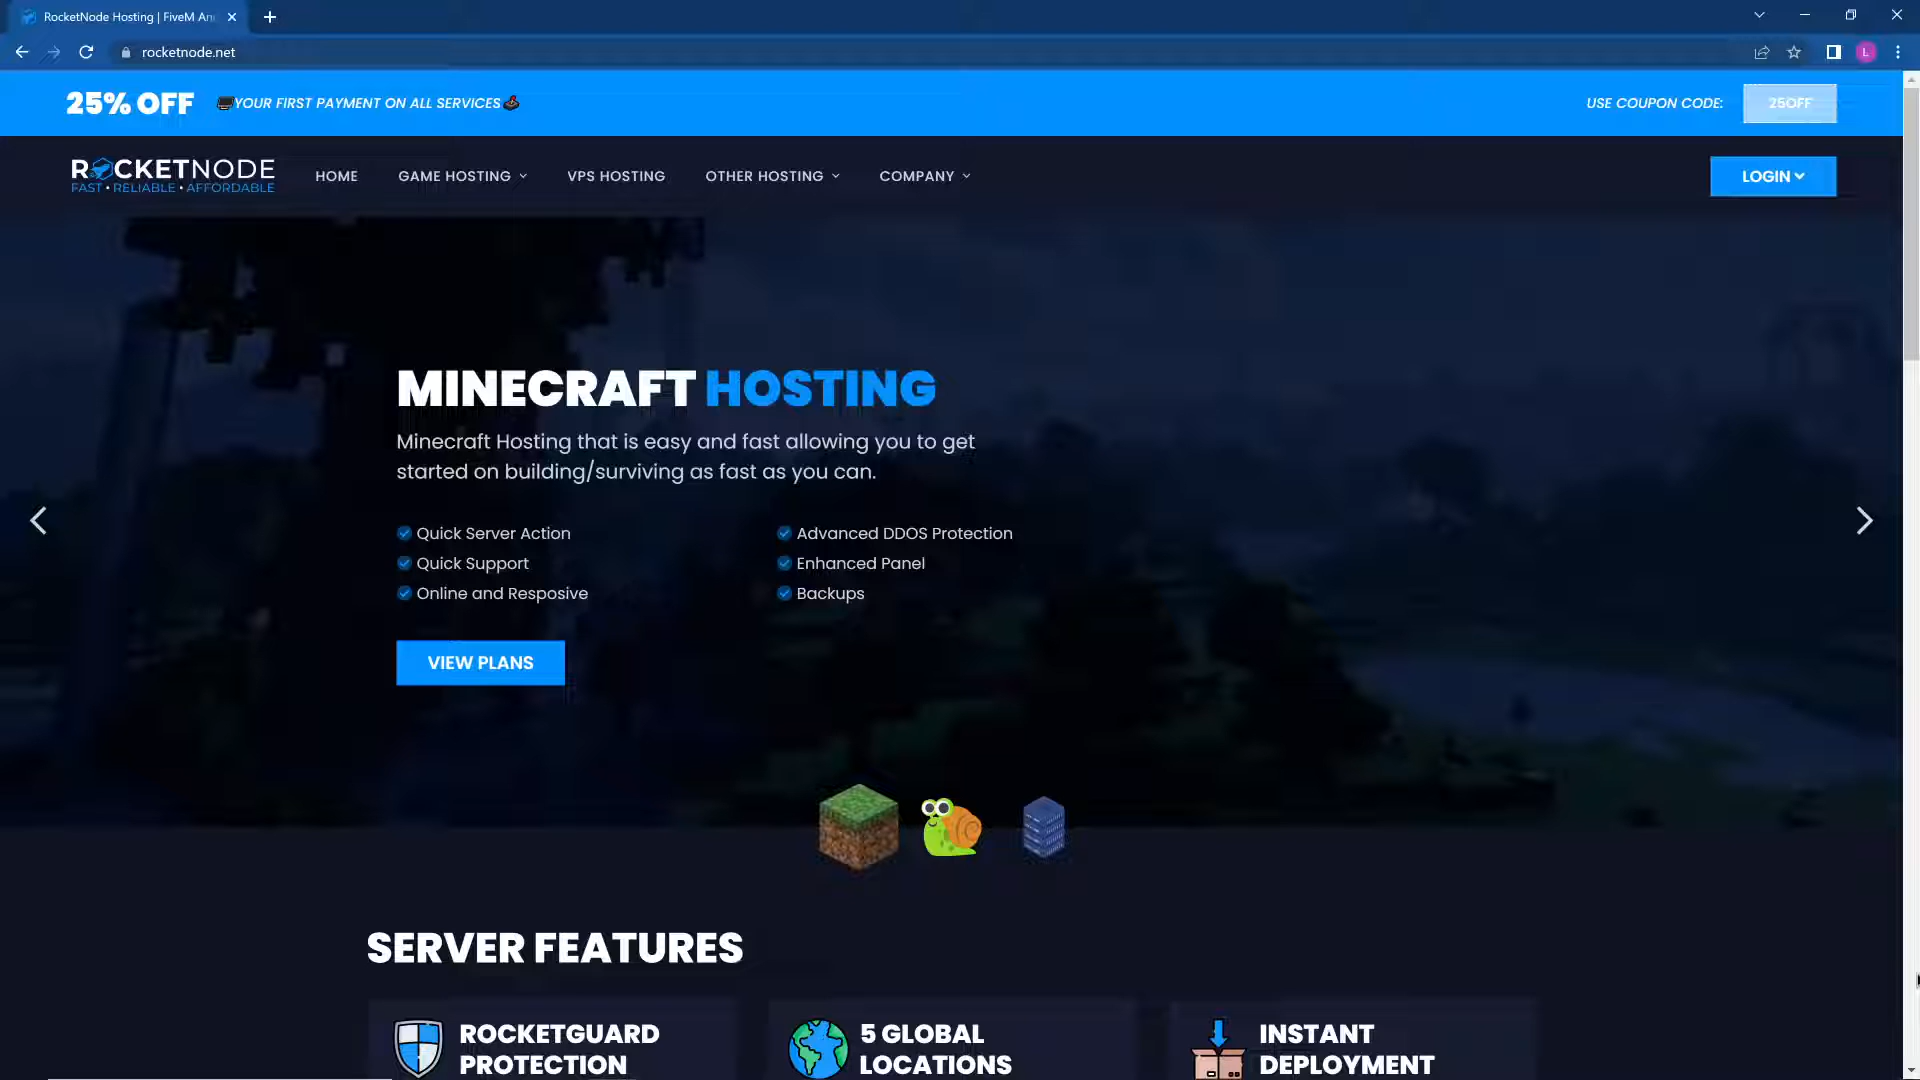 RocketNode Hosting | FiveM An
rocketnode.net
L
25% OFF
YOUR FIRST PAYMENT ON ALL SERVICES
USE COUPON CODE:
25OFF
ROCKETNODE
FAST • RELIABLE • AFFORDABLE
HOME
GAME HOSTING
VPS HOSTING
OTHER HOSTING
COMPANY
LOGIN
MINECRAFT HOSTING
Minecraft Hosting that is easy and fast allowing you to get
started on building/surviving as fast as you can.
Quick Server Action
Advanced DDOS Protection
Quick Support
Enhanced Panel
Online and Resposive
Backups
VIEW PLANS
SERVER FEATURES
ROCKETGUARD
PROTECTION
5 GLOBAL
LOCATIONS
INSTANT
DEPLOYMENT